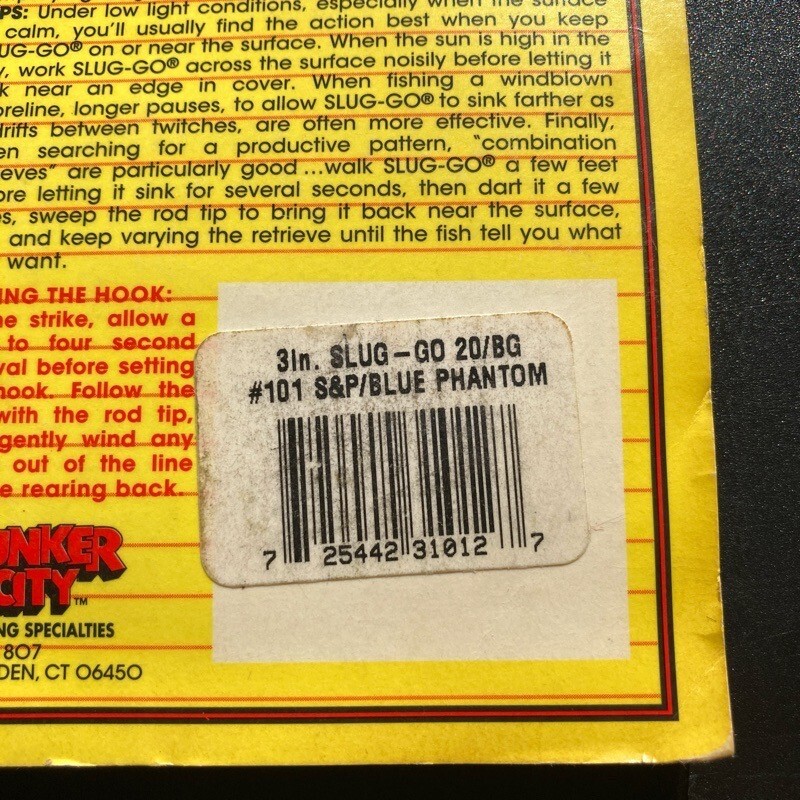 PS: Under low light conditions, especially when the surface
calm, you'll usually find the action best when you keep
UG-GO® on or near the surface. When the sun is high in the
y, work SLUG-GO® across the surface noisily before letting it
k near an edge in cover. When fishing a windblown
oreline, longer pauses, to allow SLUG-GO® to sink farther as
drifts between twitches, are often more effective. Finally,
en searching for a productive pattern, "combination
ieves" are particularly good...walk SLUG-GO® a few feet
ore letting it sink for several seconds, then dart it a few
es, sweep the rod tip to bring it back near the surface,
and keep varying the retrieve until the fish tell you what
want.
ING THE HOOK:
he strike, allow a
to four second
val before setting
hook. Follow the
with the rod tip,
gently wind any
out of the line
e rearing back.
UNKER
CITY™
NG SPECIALTIES
807
DEN, CT 06450
3In. SLUG-GO 20/BG
#101 S&P/BLUE PHANTOM
7 25442 31012 7